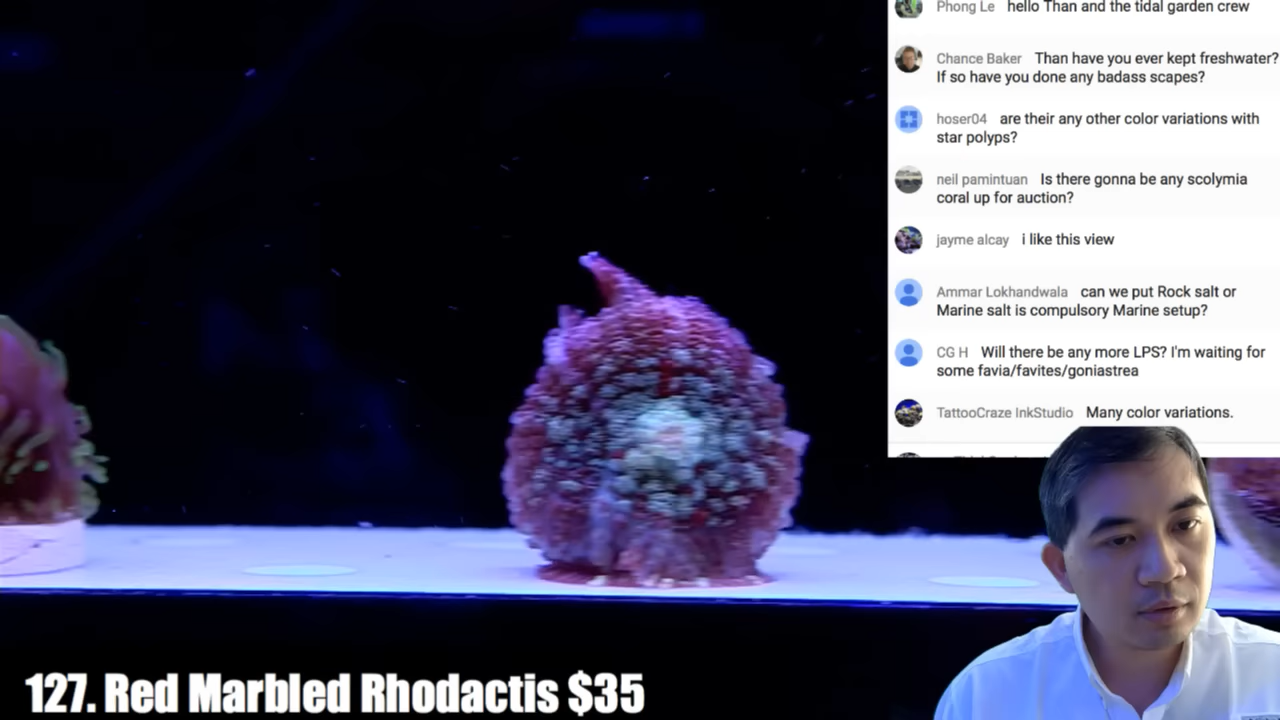 Phong Le hello Than and the tidal garden crew
Chance Baker Than have you ever kept freshwater?
If so have you done any badass scapes?
hoser04 are their any other color variations with
star polyps?
neil pamintuan Is there gonna be any scolymia
coral up for auction?
jayme alcay i like this view
Ammar Lokhandwala can we put Rock salt or
Marine salt is compulsory Marine setup?
CG H Will there be any more LPS? I'm waiting for
some favia/favites/goniastrea
TattooCraze InkStudio Many color variations.
127. Red Marbled Rhodactis $35